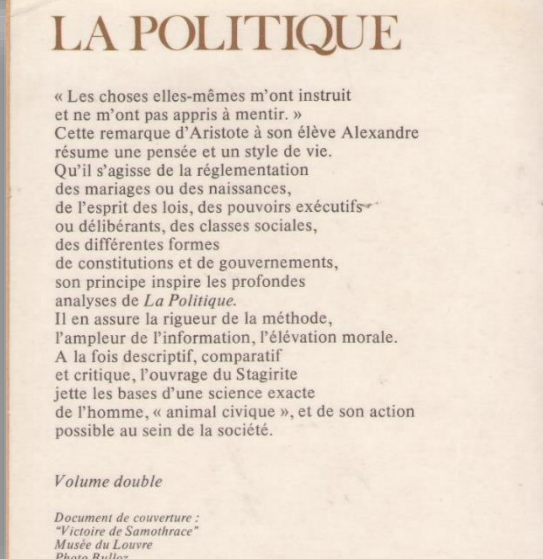 LA POLITIQUE
« Les choses elles-mêmes m'ont instruit
et ne m'ont pas appris à mentir. »
Cette remarque d'Aristote à son élève Alexandre
résume une pensée et un style de vie.
Qu'il s'agisse de la réglementation
des mariages ou des naissances,
de l'esprit des lois, des pouvoirs exécutifs
ou délibérants, des classes sociales,
des différentes formes
de constitutions et de gouvernements,
son principe inspire les profondes
analyses de La Politique.
Il en assure la rigueur de la méthode,
l'ampleur de l'information, l'élévation morale.
A la fois descriptif, comparatif
et critique, l'ouvrage du Stagirite
jette les bases d'une science exacte
de l'homme, « animal civique », et de son action
possible au sein de la société.
Volume double
Document de couverture :
"Victoire de Samothrace"
Musée du Louvre
Photo Bulloz